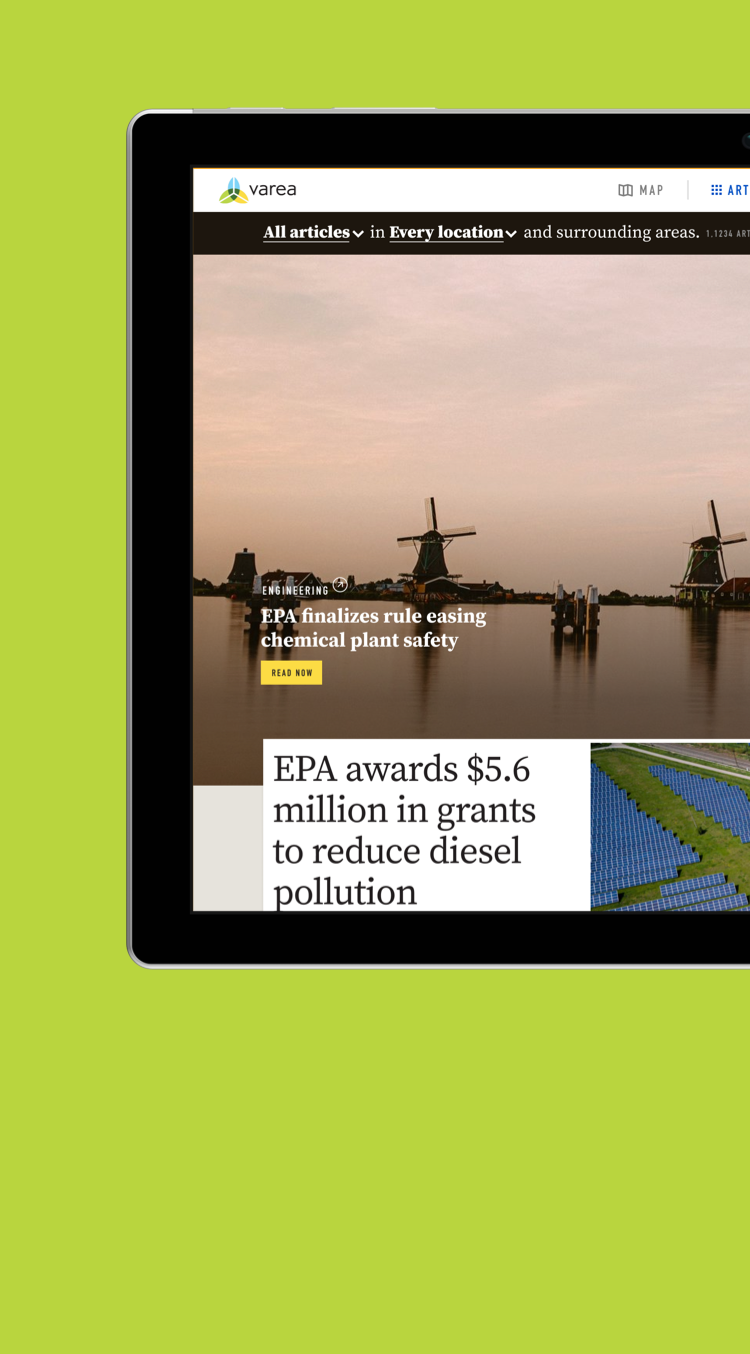 varea
MAP
ART
All articles in Every location and surrounding areas. 1.1234 ART
ENGINEERING
EPA finalizes rule easing
chemical plant safety
READ NOW
EPA awards $5.6
million in grants
to reduce diesel
pollution